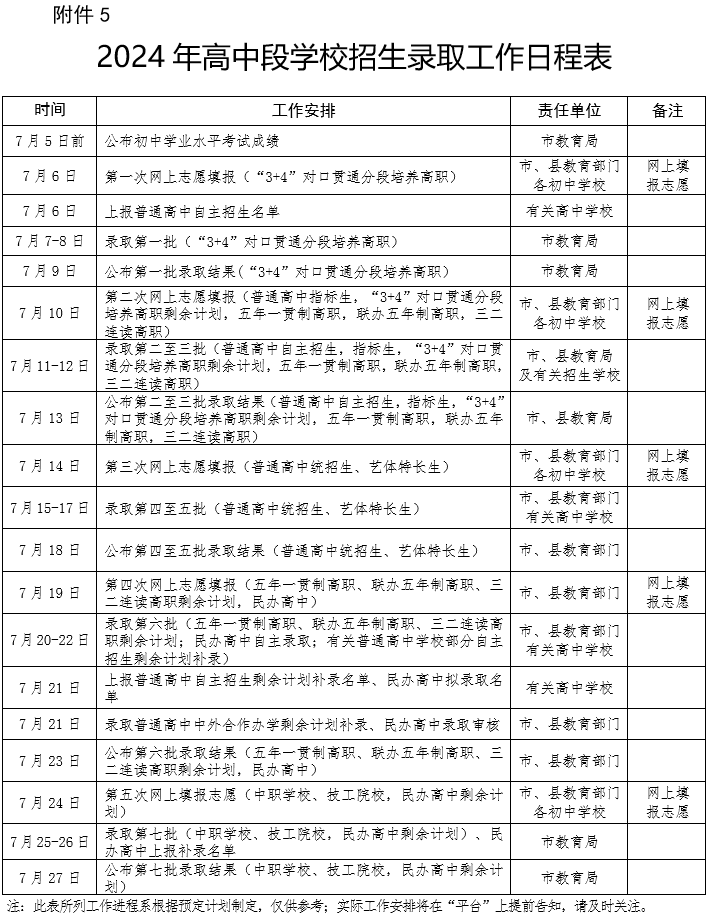 附件 5
2024 年高中段学校招生录取工作日程表
时间 工作安排 责任单位 备注
7 月 5 日前 公布初中学业水平考试成绩 市教育局
7 月 6 日 第一次网上志愿填报（“3+4”对口贯通分段培养高职） 市、县教育部门
各初中学校 网上填
报志愿
7 月 6 日 上报普通高中自主招生名单 有关高中学校
7 月 7-8 日 录取第一批（“3+4”对口贯通分段培养高职） 市教育局
7 月 9 日 公布第一批录取结果(“3+4”对口贯通分段培养高职） 市教育局
7 月 10 日 第二次网上志愿填报（普通高中指标生，“3+4”对口贯通分段
培养高职剩余计划，五年一贯制高职，联办五年制高职，三二
连读高职） 市、县教育部门
各初中学校 网上填
报志愿
7 月 11-12 日 录取第二至三批（普通高中自主招生，指标生，“3+4”对口贯
通分段培养高职剩余计划，五年一贯制高职，联办五年制高职，
三二连读高职） 市、县教育局
及有关招生学校
7 月 13 日 公布第二至三批录取结果（普通高中自主招生，指标生，“3+4”
对口贯通分段培养高职剩余计划，五年一贯制高职，联办五年
制高职，三二连读高职） 市、县教育局
7 月 14 日 第三次网上志愿填报（普通高中统招生、艺体特长生） 市、县教育部门
各初中学校 网上填
报志愿
7 月 15-17 日 录取第四至五批（普通高中统招生、艺体特长生） 市、县教育部门
有关高中学校
7 月 18 日 公布第四至五批录取结果（普通高中统招生、艺体特长生） 市、县教育部门
7 月 19 日 第四次网上志愿填报（五年一贯制高职、联办五年制高职、三
二连读高职剩余计划，民办高中） 市、县教育部门 网上填
报志愿
7 月 20-22 日 录取第六批（五年一贯制高职、联办五年制高职、三二连读高
职剩余计划；民办高中自主录取；有关普通高中学校部分自主
招生剩余计划补录） 市、县教育部门
有关高中学校
7 月 21 日 上报普通高中自主招生剩余计划补录名单、民办高中拟录取名
单 有关高中学校
7 月 21 日 录取普通高中中外合作办学剩余计划补录、民办高中录取审核 市、县教育部门
7 月 23 日 公布第六批录取结果（五年一贯制高职、联办五年制高职、三
二连读高职剩余计划，民办高中） 市、县教育部门
7 月 24 日 第五次网上填报志愿（中职学校、技工院校，民办高中剩余计
划） 市、县教育部门
各初中学校 网上填
报志愿
7 月 25-26 日 录取第七批（中职学校、技工院校，民办高中剩余计划）、民
办高中上报补录名单 市教育局
7 月 27 日 公布第七批录取结果（中职学校、技工院校，民办高中剩余计
划） 市教育局
注：此表所列工作进程系根据预定计划制定，仅供参考；实际工作安排将在“平台”上提前告知，请及时关注。